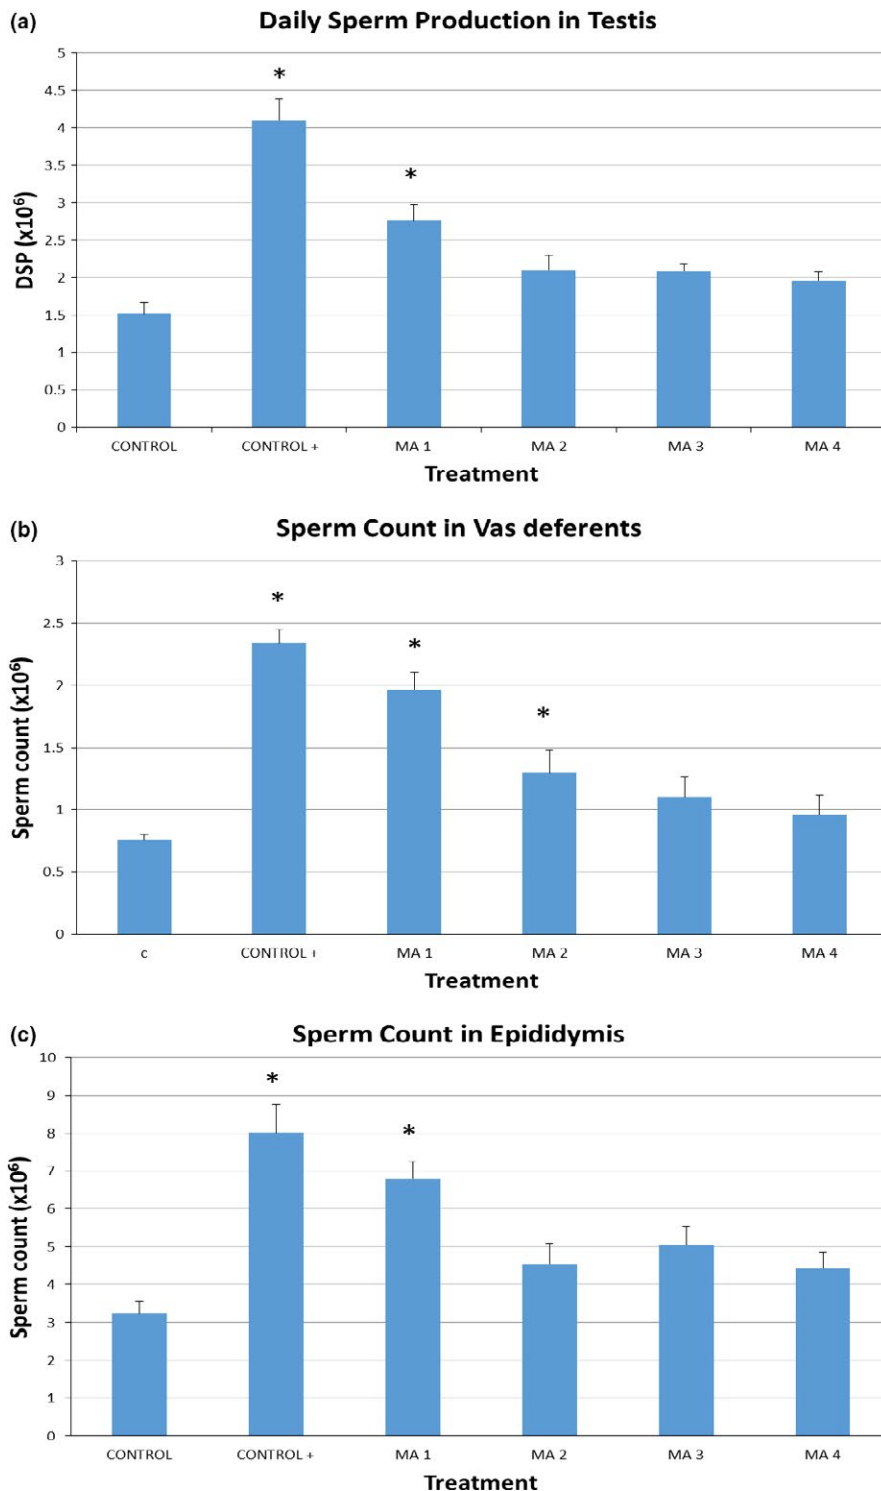 (a)
Daily Sperm Production in Testis
DSP (x10⁶)
5
4.5
4
3.5
3
2.5
2
1.5
1
0.5
0
*
*
CONTROL CONTROL + MA 1 MA 2 MA 3 MA 4
Treatment
(b)
Sperm Count in Vas deferents
Sperm count (x10⁶)
3
2.5
2
1.5
1
0.5
0
*
*
*
c CONTROL + MA 1 MA 2 MA 3 MA 4
Treatment
(c)
Sperm Count in Epididymis
Sperm count (x10⁶)
10
9
8
7
6
5
4
3
2
1
0
*
*
CONTROL CONTROL + MA 1 MA 2 MA 3 MA 4
Treatment